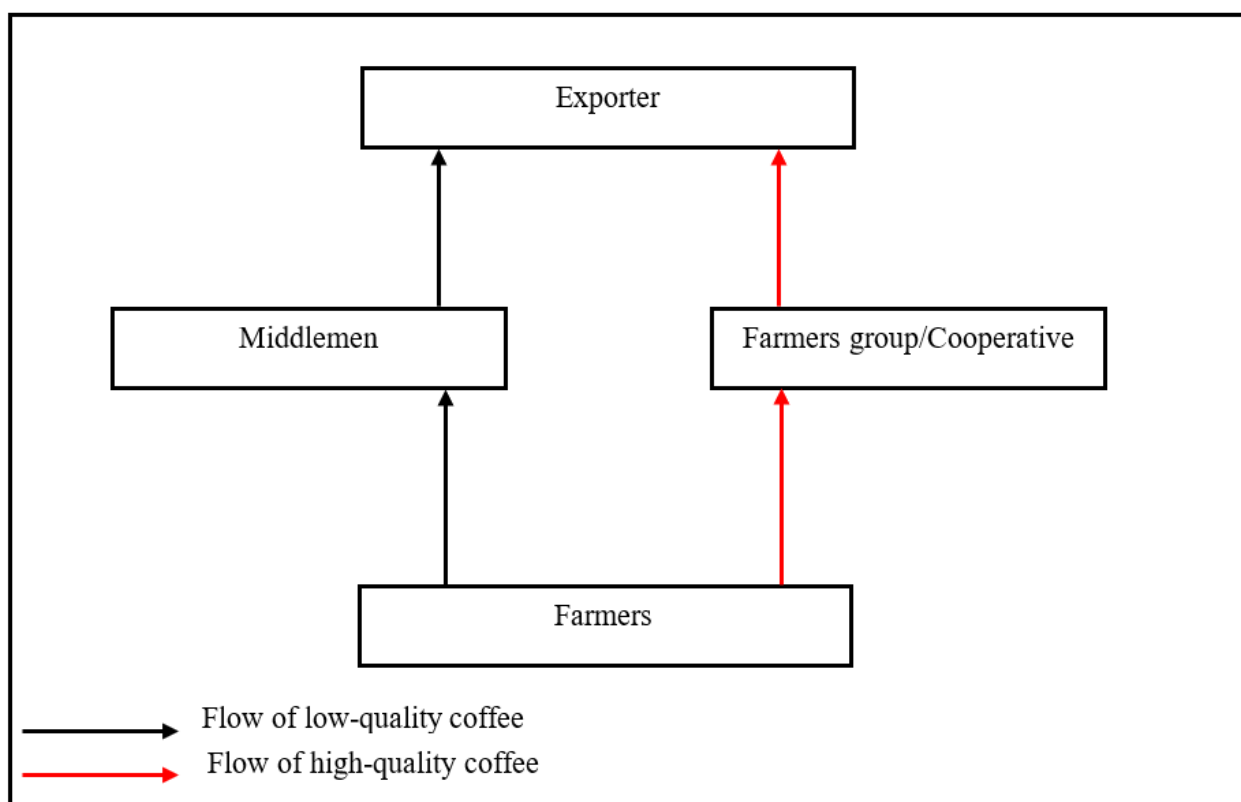 Exporter
Middlemen
Farmers group/Cooperative
Farmers
Flow of low-quality coffee
Flow of high-quality coffee